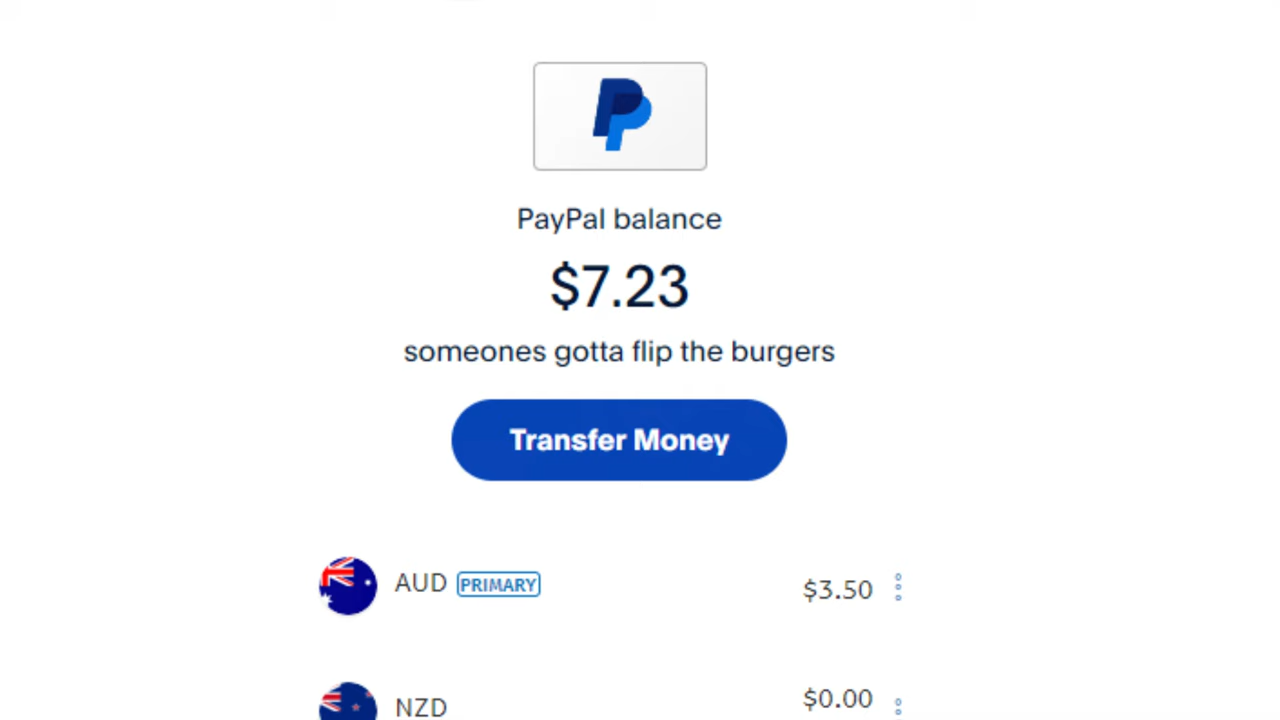 PayPal balance
$7.23
someones gotta flip the burgers
Transfer Money
AUD PRIMARY $3.50
NZD $0.00